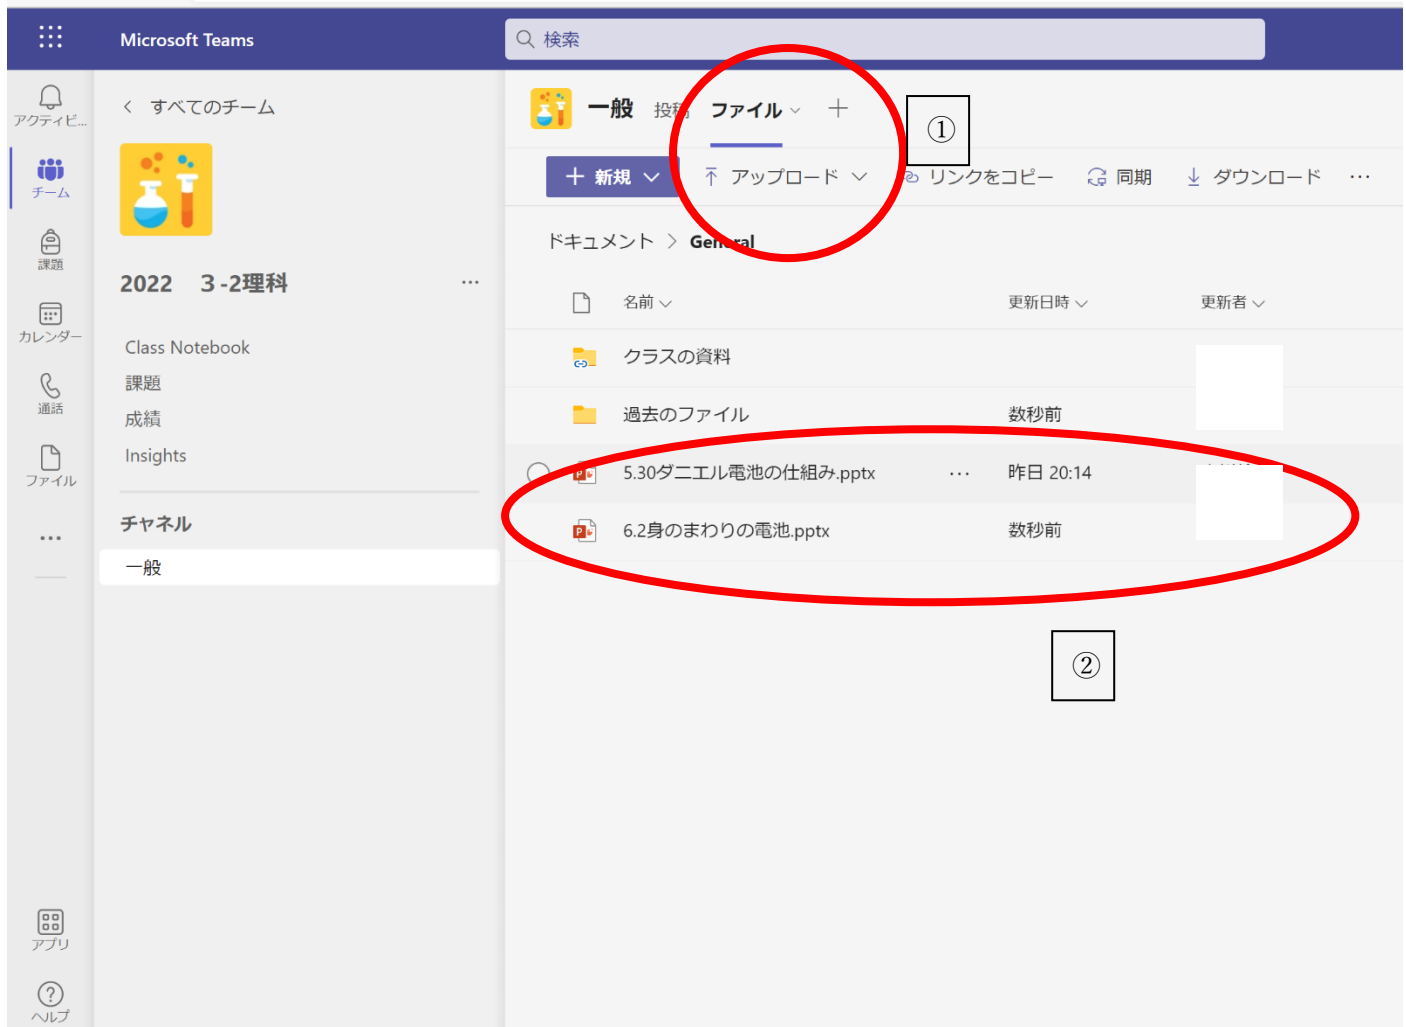 Microsoft Teams
検索
アクティビ...
チーム
課題
カレンダー
通話
ファイル
アプリ
ヘルプ
すべてのチーム
2022　３-2理科
Class Notebook
課題
成績
Insights
チャネル
一般
一般 投稿 ファイル
①
新規 アップロード リンクをコピー 同期 ダウンロード
ドキュメント > General
名前 更新日時 更新者
クラスの資料
過去のファイル 数秒前
5.30ダニエル電池の仕組み.pptx 昨日 20:14
6.2身のまわりの電池.pptx 数秒前
②